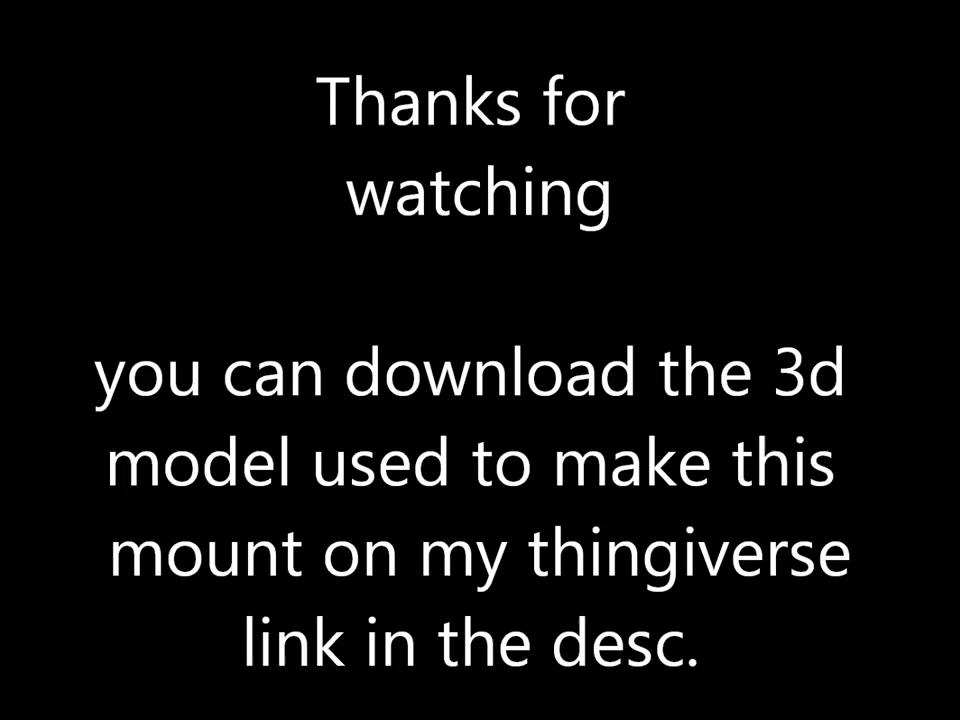 Thanks for
watching
you can download the 3d
model used to make this
mount on my thingiverse
link in the desc.